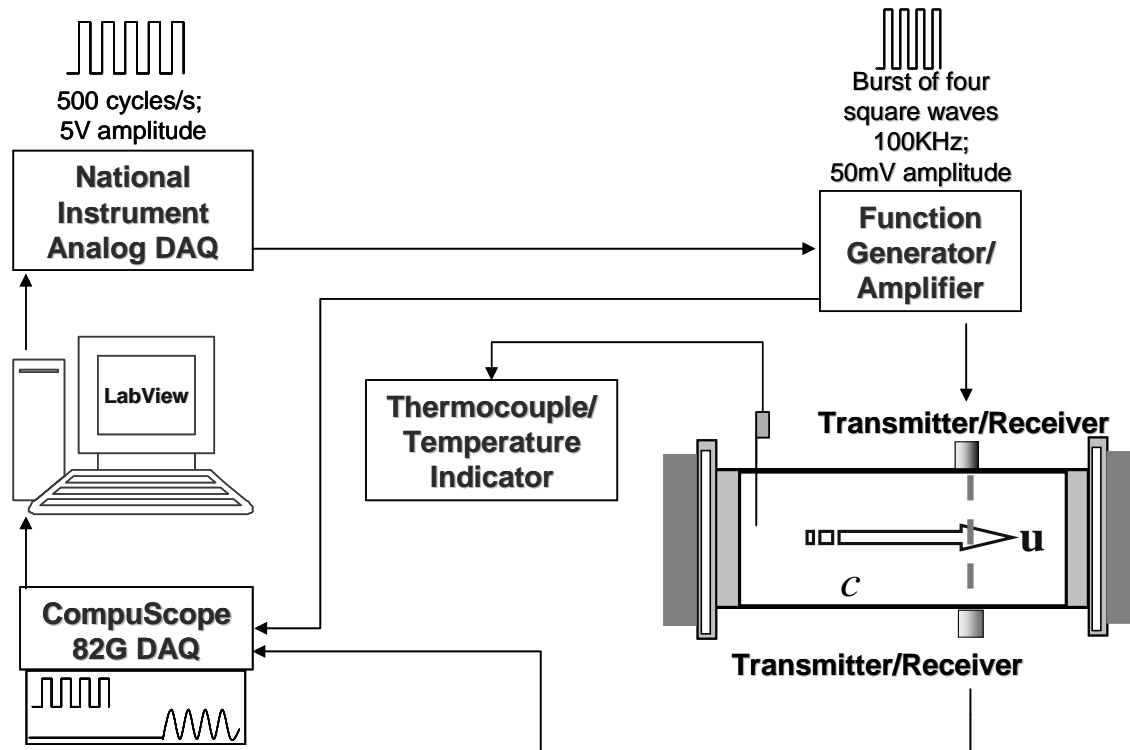 500 cycles/s;
5V amplitude
National
Instrument
Analog DAQ
Burst of four
square waves
100KHz;
50mV amplitude
Function
Generator/
Amplifier
LabView
Thermocouple/
Temperature
Indicator
Transmitter/Receiver
u
c
Transmitter/Receiver
CompuScope
82G DAQ